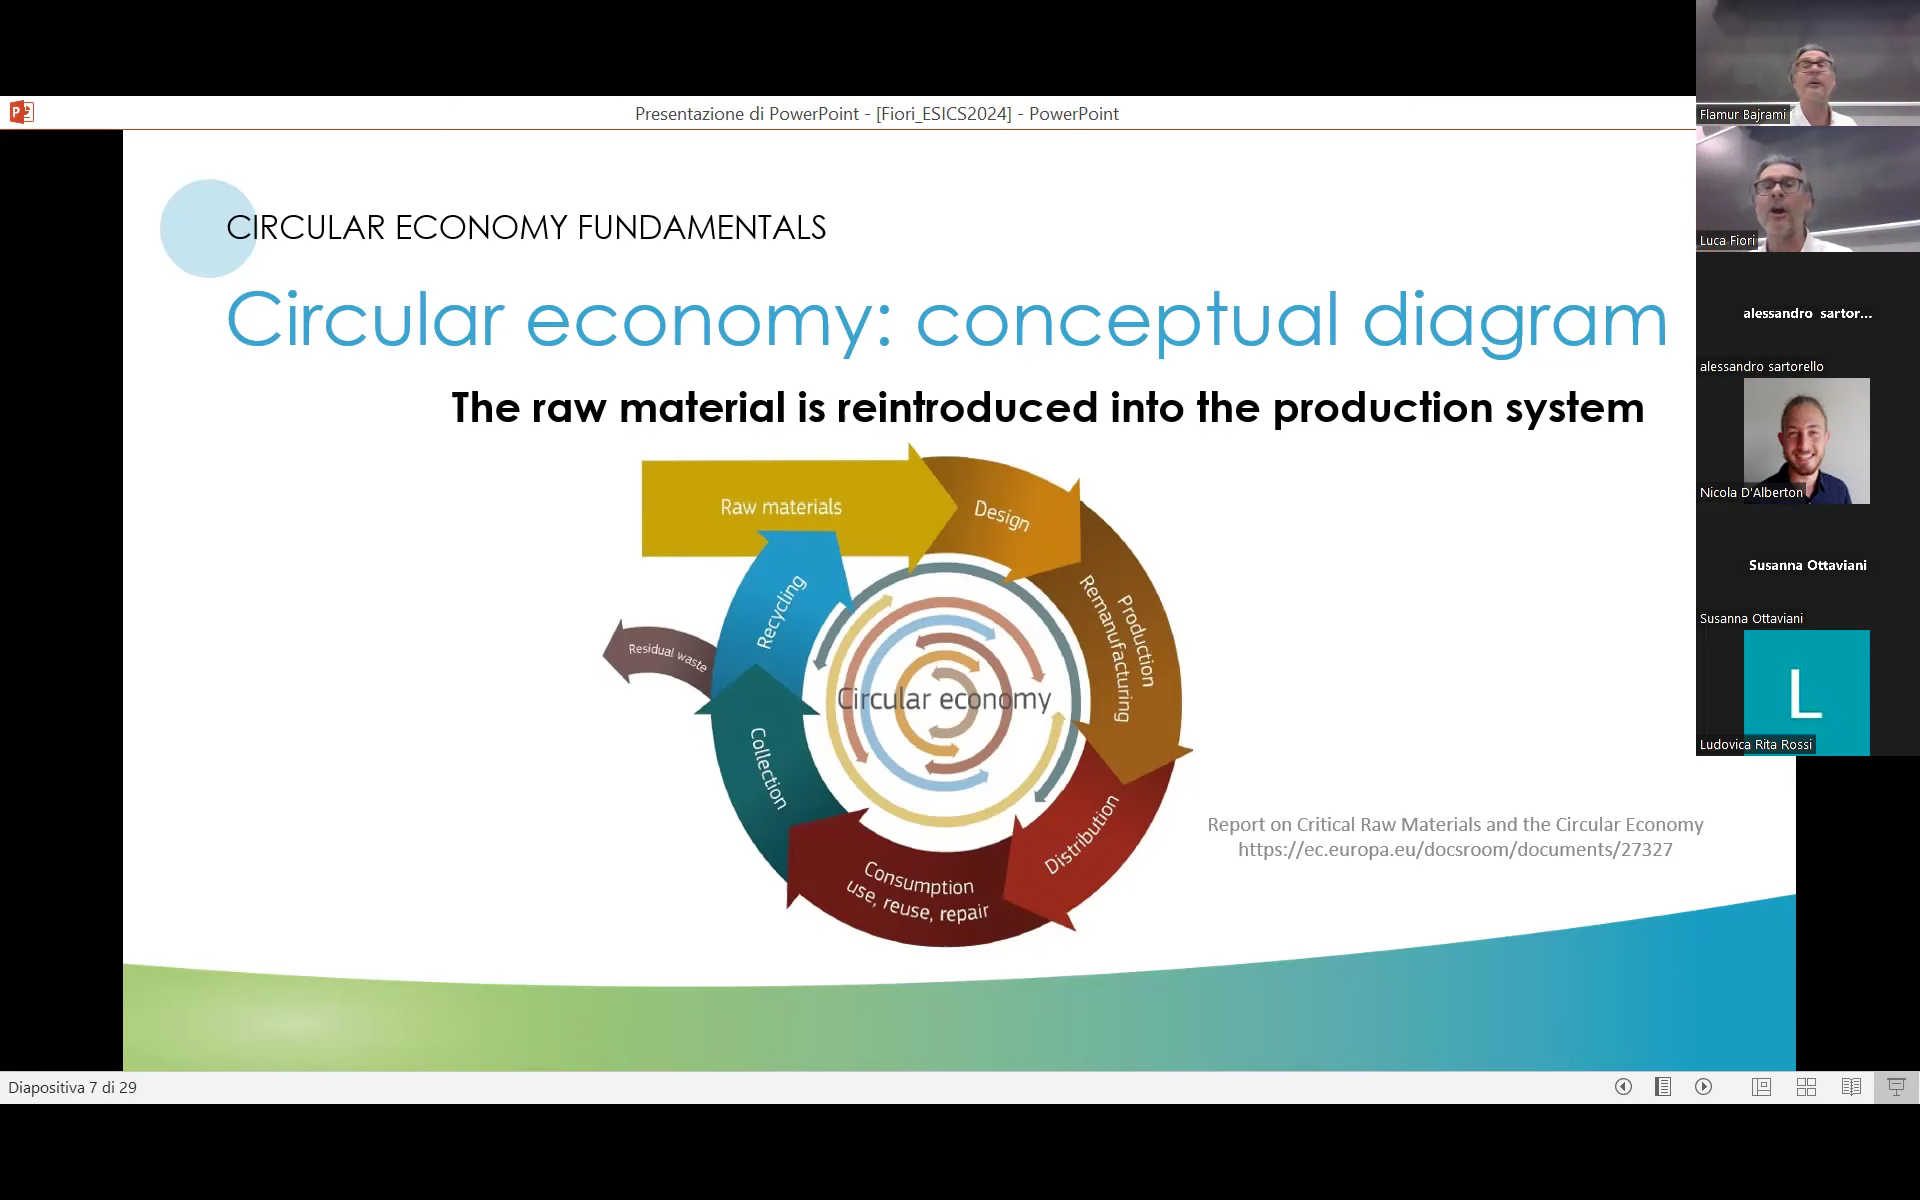 Presentazione di PowerPoint - [Fiori_ESICS2024] - PowerPoint
CIRCULAR ECONOMY FUNDAMENTALS
Circular economy: conceptual diagram
The raw material is reintroduced into the production system
Raw materials
Design
Production
Remanufacturing
Distribution
Consumption
use, reuse, repair
Collection
Recycling
Residual waste
Circular economy
Report on Critical Raw Materials and the Circular Economy
https://ec.europa.eu/docsroom/documents/27327
Diapositiva 7 di 29
Flamur Bajrami
Luca Fiori
alessandro sartor...
alessandro sartorello
Nicola D'Alberton
Susanna Ottaviani
Susanna Ottaviani
L
Ludovica Rita Rossi